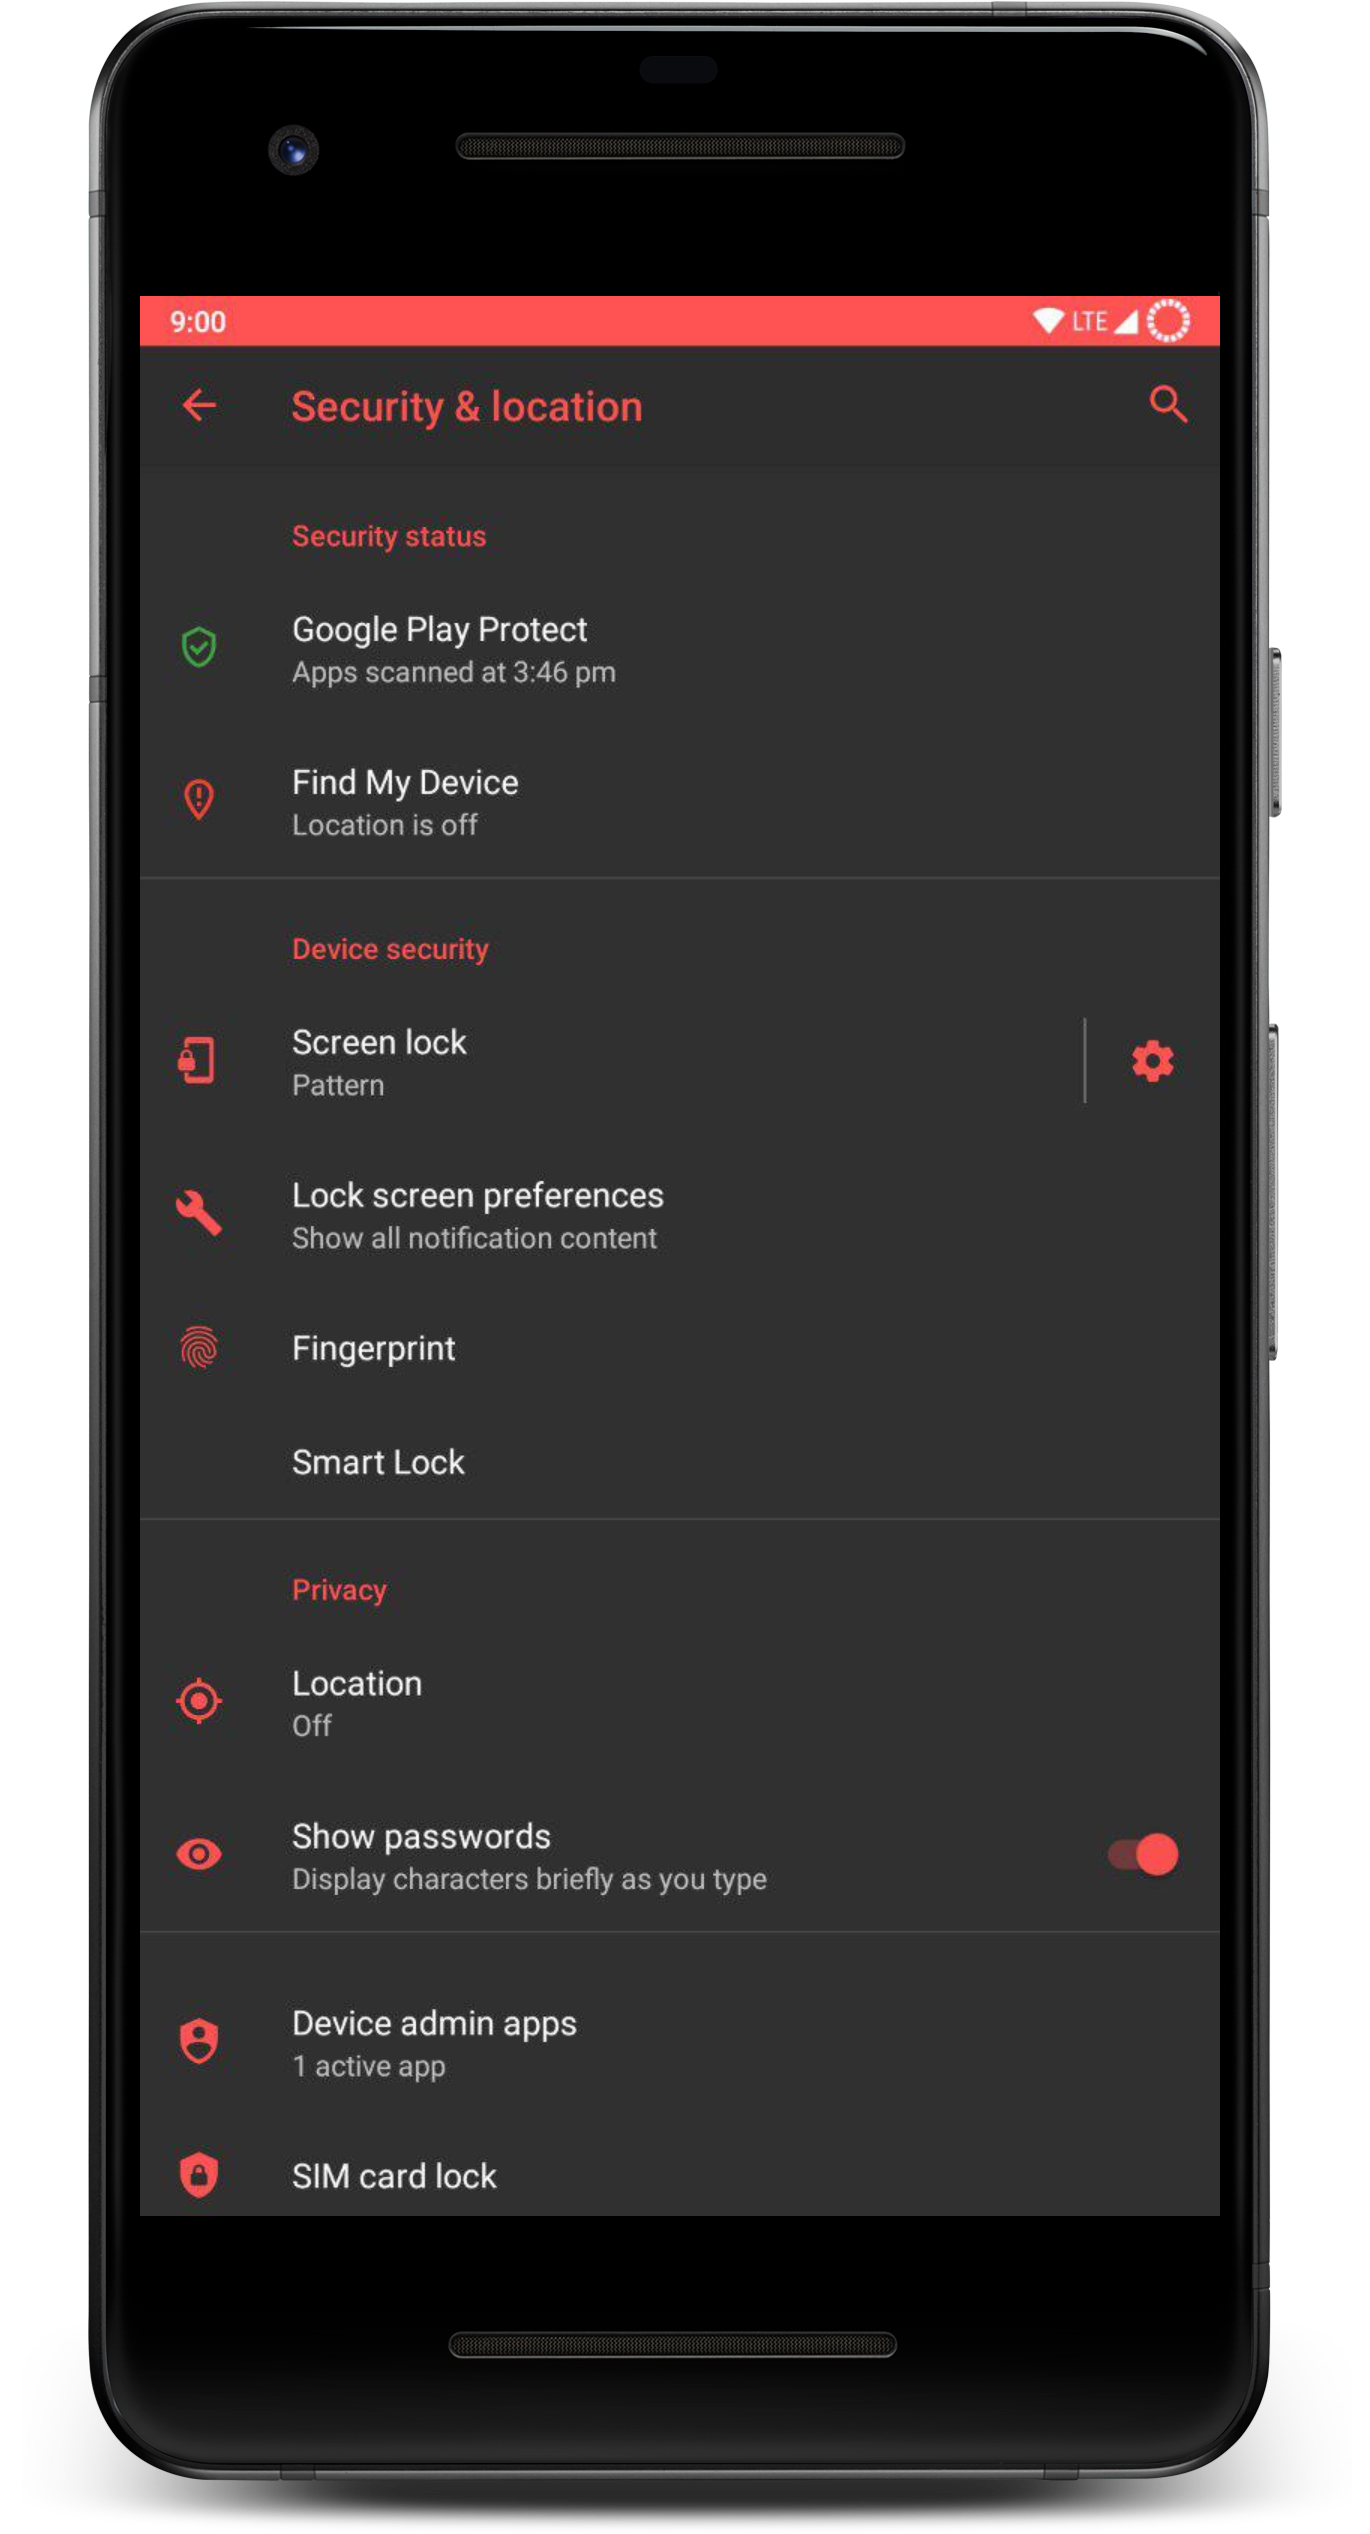 9:00
LTE
Security & location
Security status
Google Play Protect
Apps scanned at 3:46 pm
Find My Device
Location is off
Device security
Screen lock
Pattern
Lock screen preferences
Show all notification content
Fingerprint
Smart Lock
Privacy
Location
Off
Show passwords
Display characters briefly as you type
Device admin apps
1 active app
SIM card lock